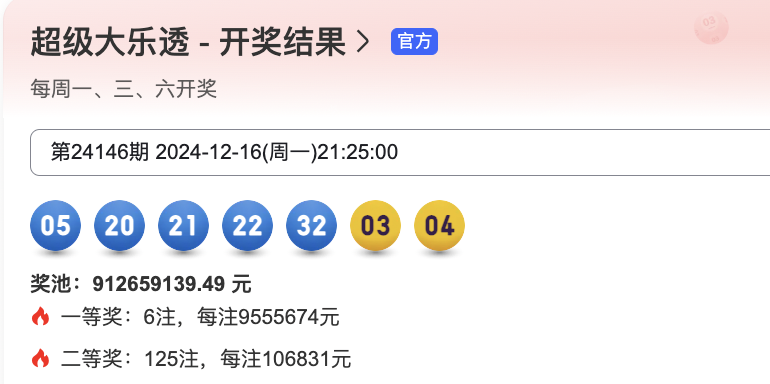 超级大乐透 - 开奖结果 > 官方
每周一、三、六开奖
第24146期 2024-12-16(周一)21:25:00
05 20 21 22 32 03 04
奖池：912659139.49 元
一等奖：6注，每注9555674元
二等奖：125注，每注106831元